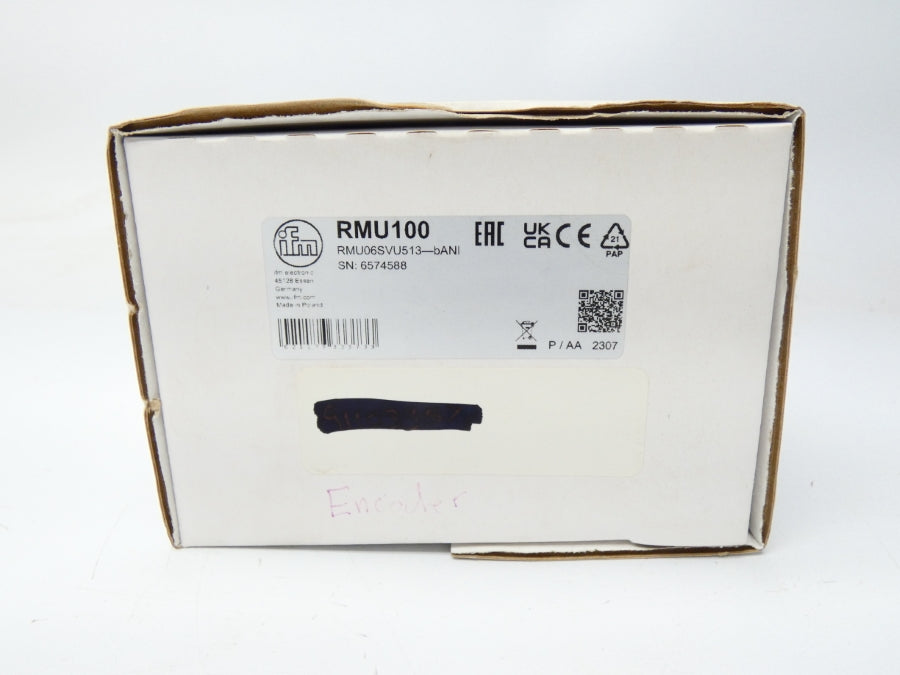 ifm
RMU100
RMU06SVU513—bANI
SN: 6574588
EAC
UK
CA
CE
21
PAP
ifm electronic
45128 Essen
Germany
www.ifm.com
Made in Poland
P / AA 2307
Encoder